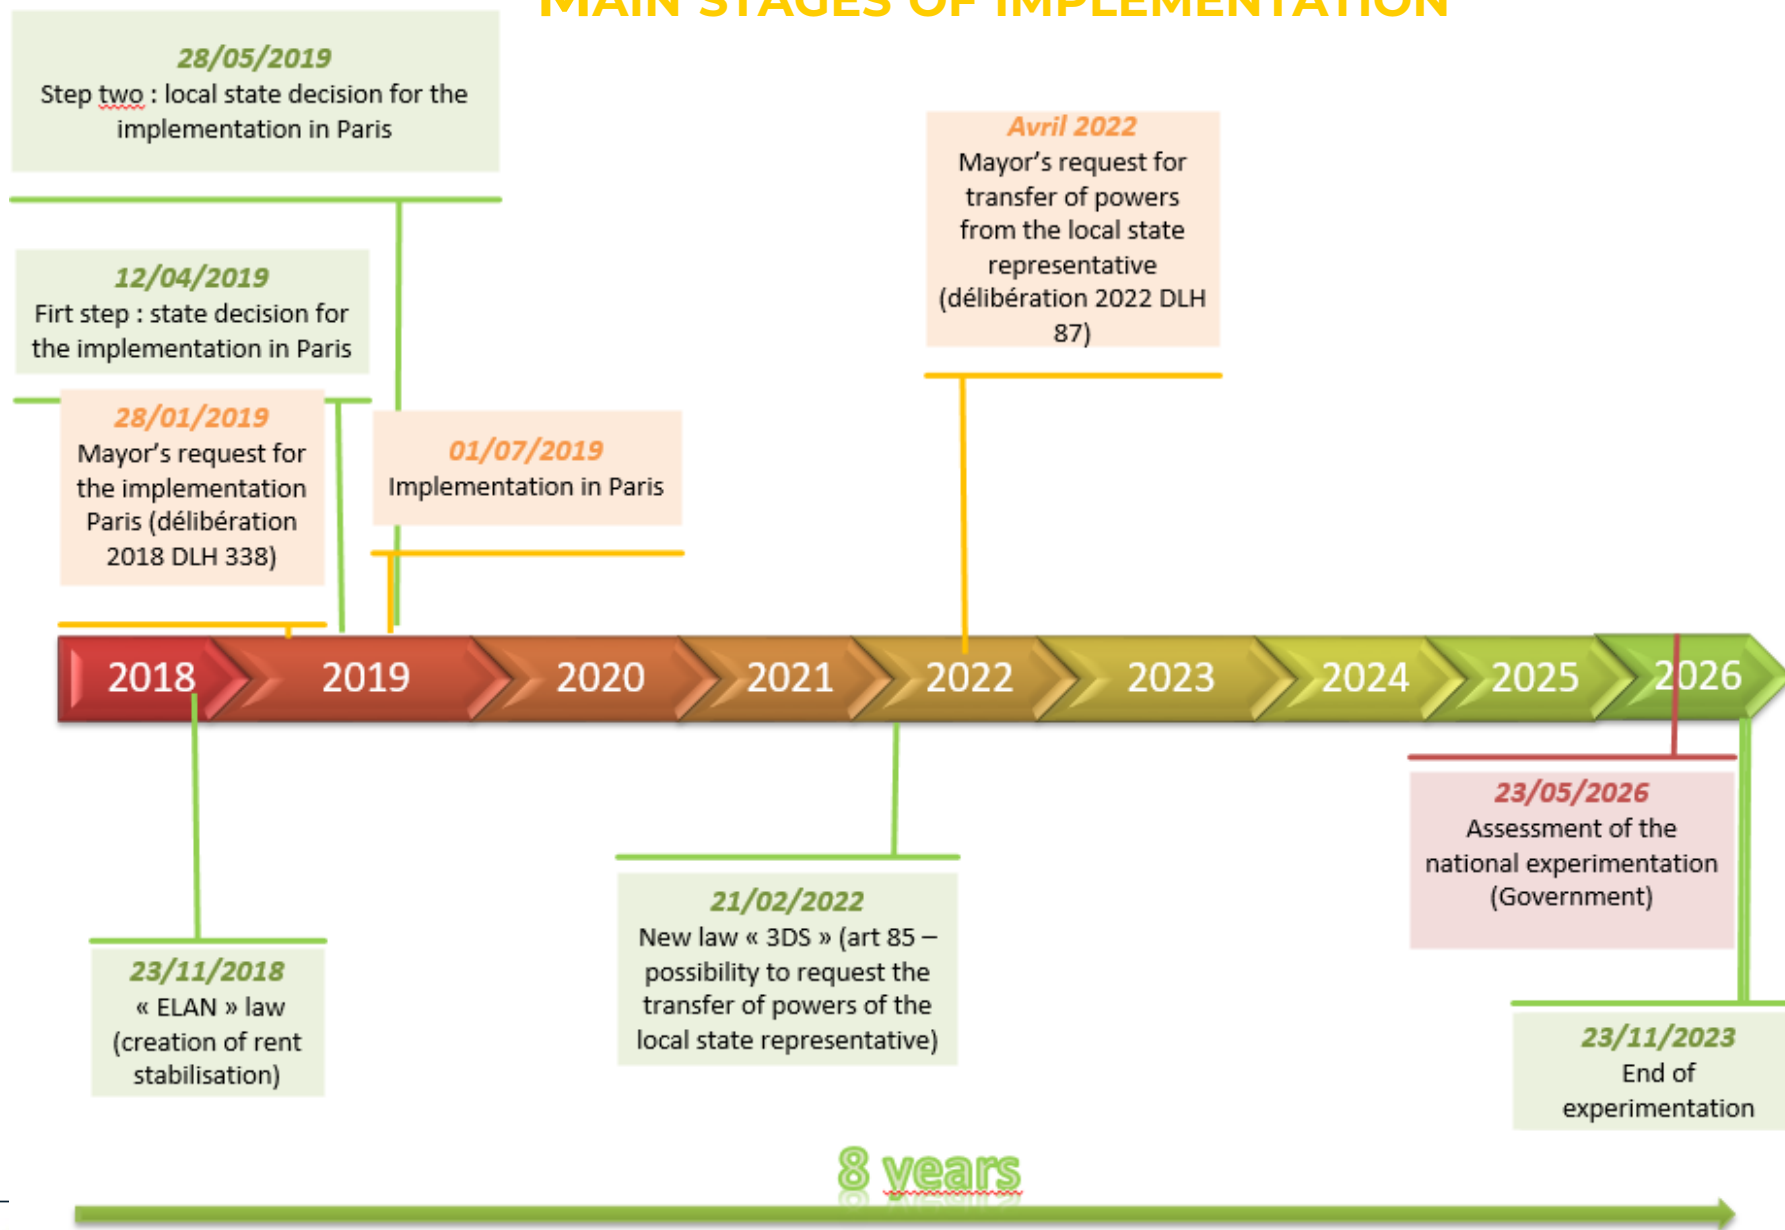 MAIN STAGES OF IMPLEMENTATION
28/05/2019
Step two : local state decision for the
implementation in Paris
12/04/2019
Firt step : state decision for
the implementation in Paris
28/01/2019
Mayor's request for
the implementation
Paris (délibération
2018 DLH 338)
01/07/2019
Implementation in Paris
Avril 2022
Mayor's request for
transfer of powers
from the local state
representative
(délibération 2022 DLH
87)
2018
2019
2020
2021
2022
2023
2024
2025
2026
23/11/2018
« ELAN » law
(creation of rent
stabilisation)
21/02/2022
New law « 3DS » (art 85 –
possibility to request the
transfer of powers of the
local state representative)
23/05/2026
Assessment of the
national experimentation
(Government)
23/11/2023
End of
experimentation
8 years